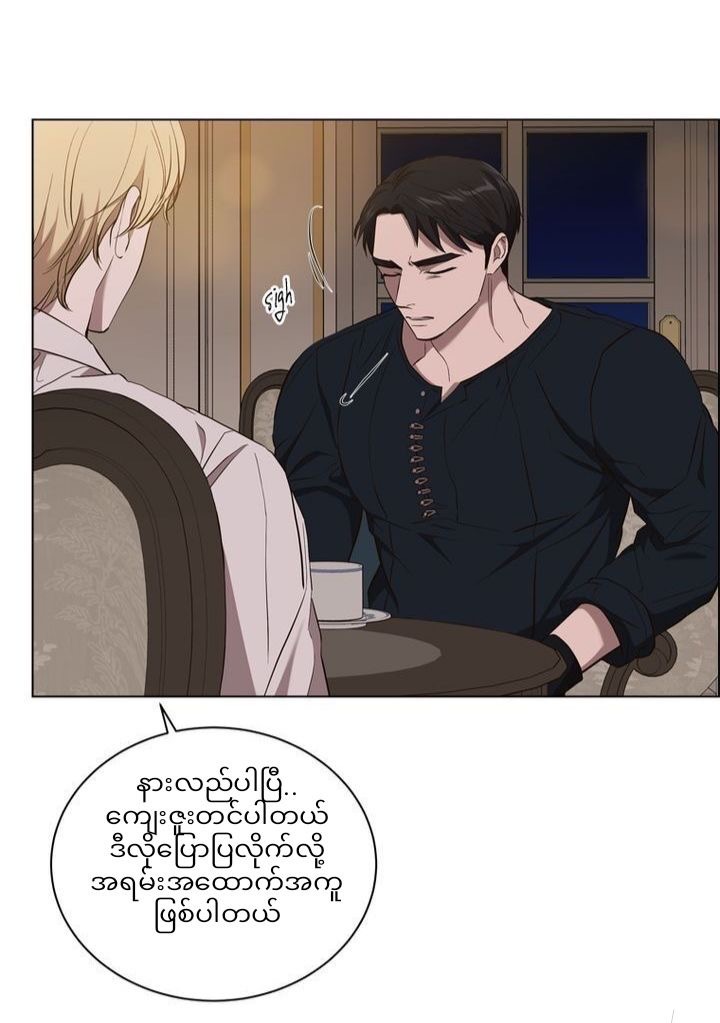 sigh
နားလည်ပါပြီ..
ကျေးဇူးတင်ပါတယ်
ဒီလိုပြောပြလိုက်လို့
အရမ်းအထောက်အကူ
ဖြစ်ပါတယ်